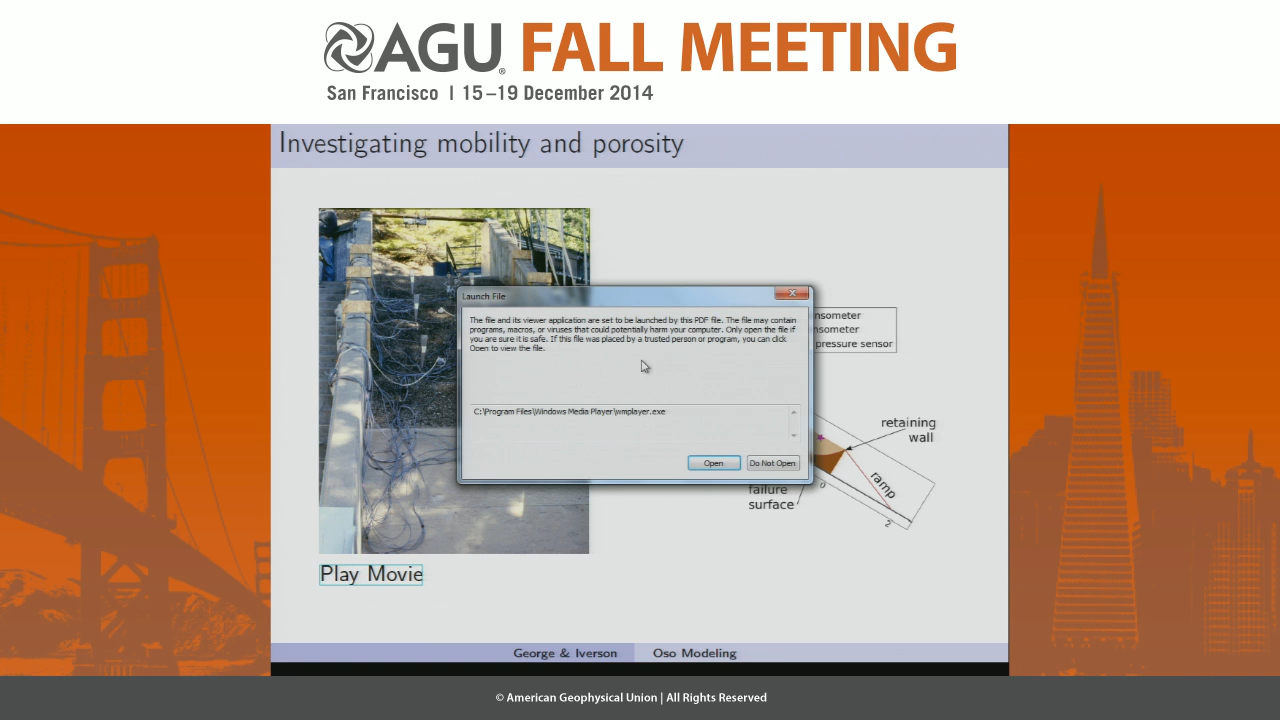 AGU® FALL MEETING
San Francisco | 15–19 December 2014
Investigating mobility and porosity
Launch File
The file and its viewer application are set to be launched by this PDF file. The file may contain
programs, macros, or viruses that could potentially harm your computer. Only open the file if
you are sure it is safe. If this file was placed by a trusted person or program, you can click
Open to view the file.
C:\Program Files\Windows Media Player\wmplayer.exe
Open
Do Not Open
nsometer
nsometer
pressure sensor
retaining
wall
ramp
0
2
failure
surface
Play Movie
George & Iverson
Oso Modeling
© American Geophysical Union | All Rights Reserved